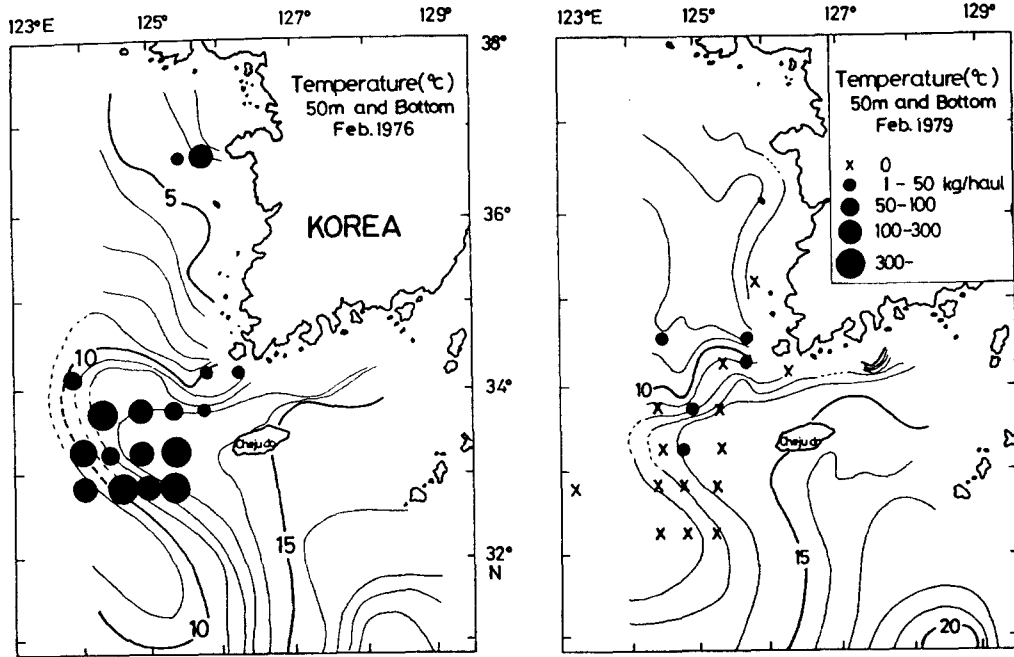 123°E 125° 127° 129°
38°
Temperature(°C)
50m and Bottom
Feb. 1976
5
KOREA
36°
10
34°
Cheju do
15
32°
N
10
123°E 125° 127° 129°
Temperature(°C)
50m and Bottom
Feb. 1979
x 0
1 - 50 kg/haul
50-100
100-300
300-
10
Cheju do
15
20